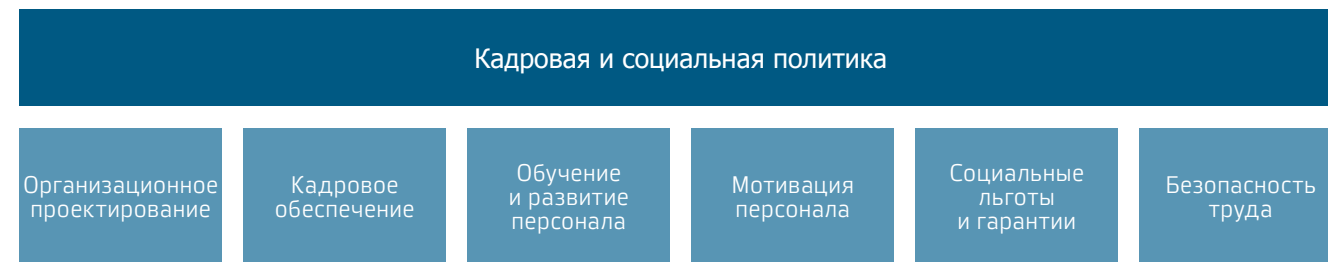 Кадровая и социальная политика
Организационное
проектирование
Кадровое
обеспечение
Обучение
и развитие
персонала
Мотивация
персонала
Социальные
льготы
и гарантии
Безопасность
труда